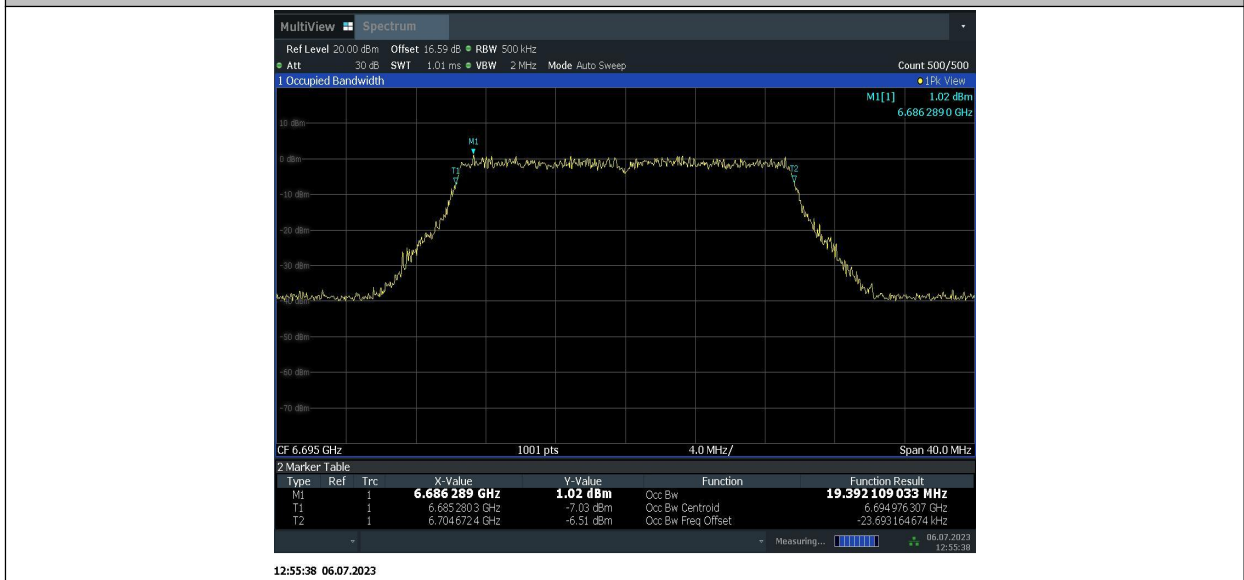 MultiView Spectrum
Ref Level 20.00 dBm Offset 16.59 dB RBW 500 kHz
Att 30 dB SWT 1.01 ms VBW 2 MHz Mode Auto Sweep Count 500/500
1 Occupied Bandwidth 1Pk View
M1[1] 1.02 dBm
6.686 289 0 GHz
10 dBm
M1
0 dBm
T1
T2
-10 dBm
-20 dBm
-30 dBm
-40 dBm
-50 dBm
-60 dBm
-70 dBm
CF 6.695 GHz 1001 pts 4.0 MHz/ Span 40.0 MHz
2 Marker Table
Type Ref Trc X-Value Y-Value Function Function Result
M1 1 6.686 289 GHz 1.02 dBm Occ Bw 19.392 109 033 MHz
T1 1 6.685 280 3 GHz -7.03 dBm Occ Bw Centroid 6.694 976 307 GHz
T2 1 6.704 672 4 GHz -6.51 dBm Occ Bw Freq Offset -23.693 164 674 kHz
Measuring... 06.07.2023
12:55:38
12:55:38 06.07.2023